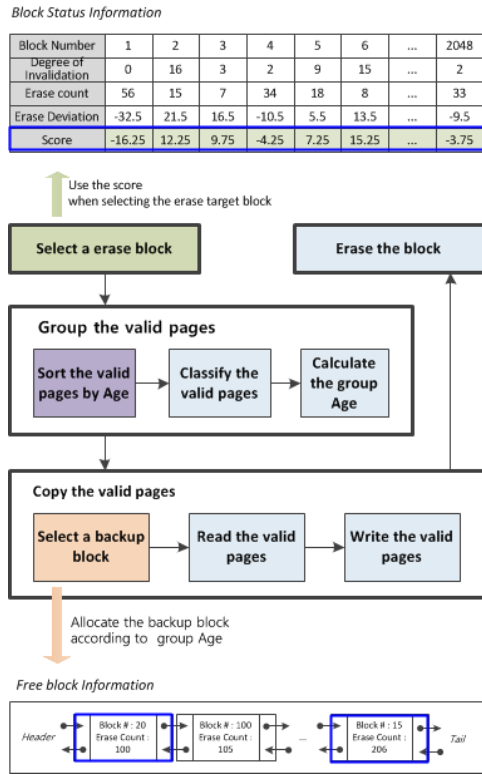 Block Status Information
Block Number 1 2 3 4 5 6 ... 2048
Degree of
Invalidation 0 16 3 2 9 15 ... 2
Erase count 56 15 7 34 18 8 33
Erase Deviation -32.5 21.5 16.5 -10.5 5.5 13.5 ... -9.5
Score -16.25 12.25 9.75 -4.25 7.25 15.25 ... -3.75
Use the score
when selecting the erase target block
Select a erase block
Erase the block
Group the valid pages
Sort the valid
pages by Age
Classify the
valid pages
Calculate
the group
Age
Copy the valid pages
Select a backup
block
Read the valid
pages
Write the valid
pages
Allocate the backup block
according to group Age
Free block Information
Header
Block # : 20
Erase Count :
100
Block # : 100
Erase Count :
105
...
Block # : 15
Erase Count :
206
Tail